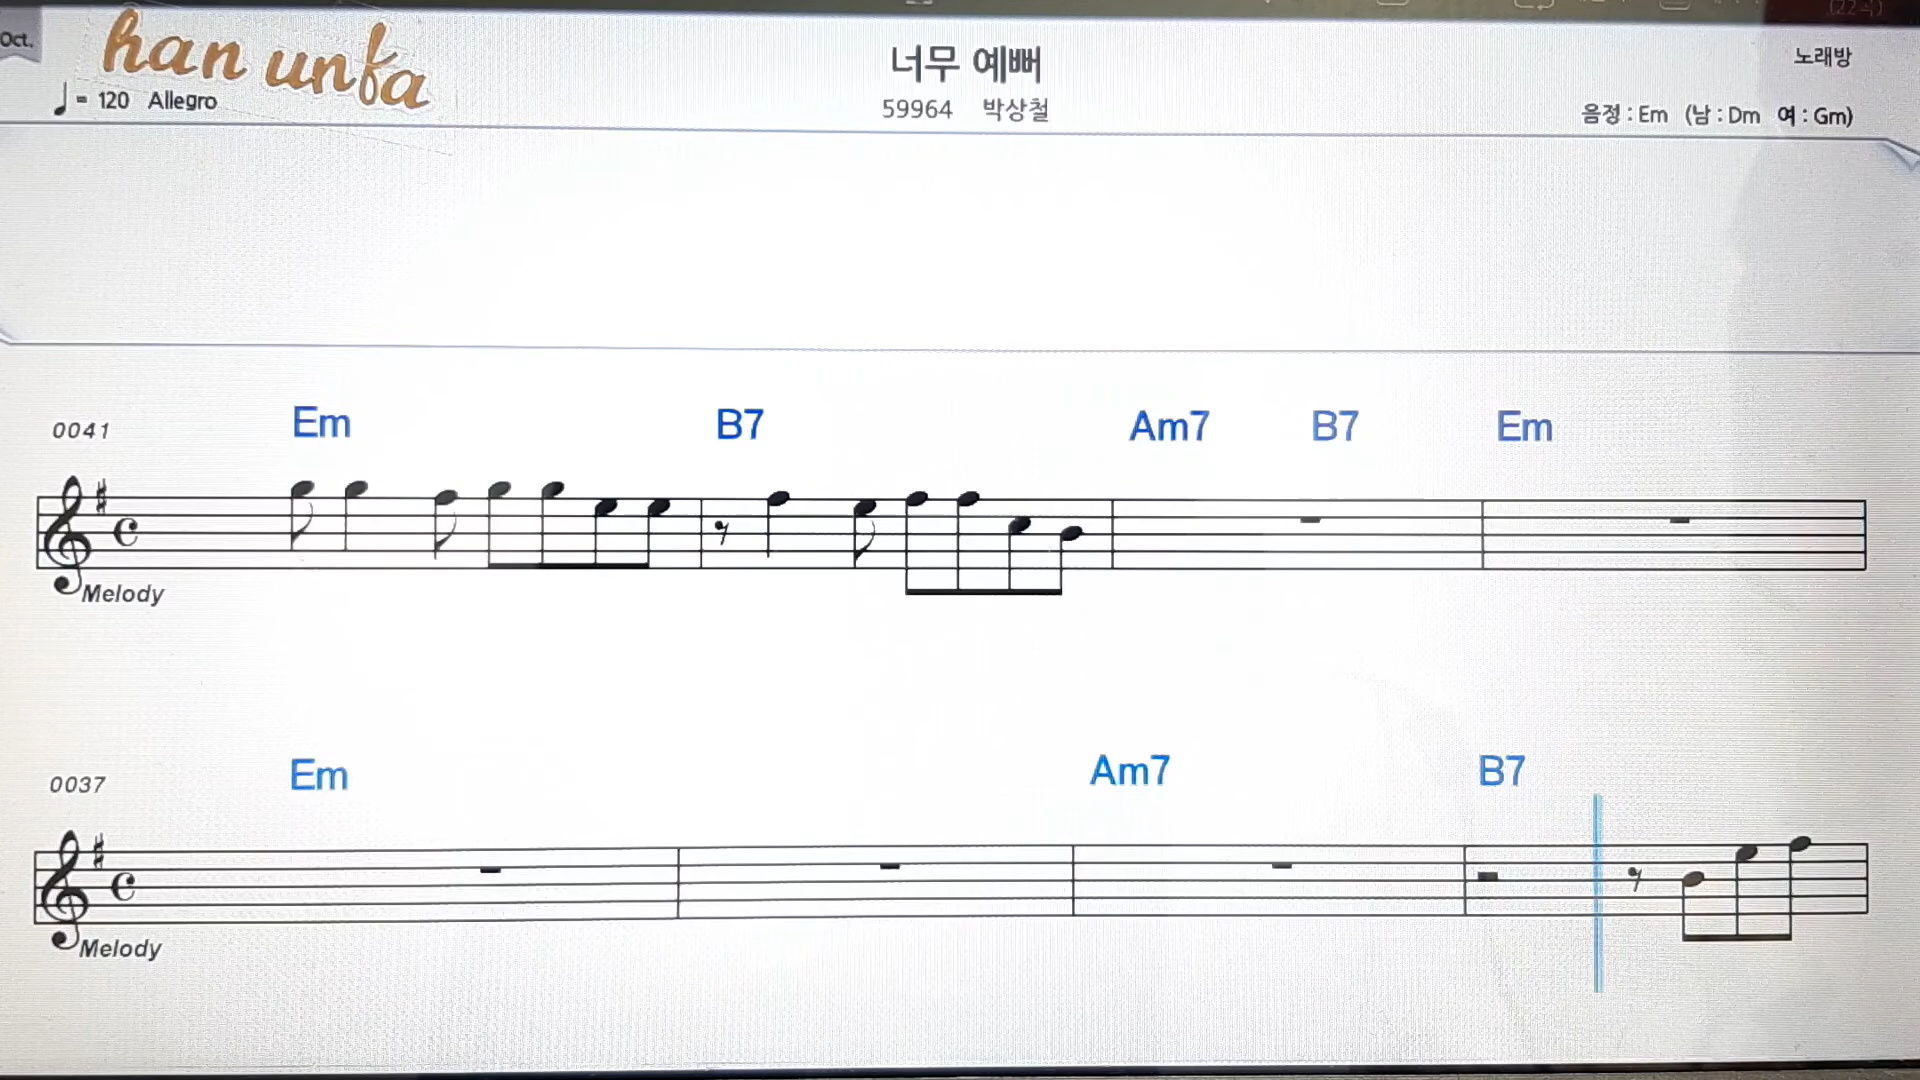 Oct.
han unfa
= 120 Allegro
너무 예뻐
59964 박상철
노래방
음정 : Em (남 : Dm 여 : Gm)
0041 Em B7 Am7 B7 Em
Melody
0037 Em Am7 B7
Melody